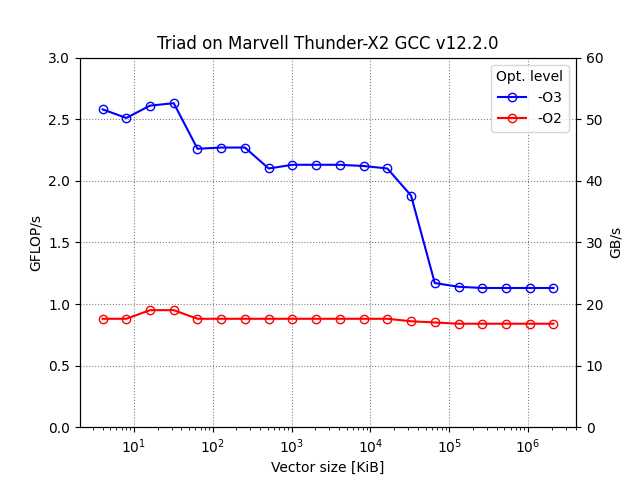 Triad on Marvell Thunder-X2 GCC v12.2.0
3.0
2.5
2.0
1.5
1.0
0.5
0.0
GFLOP/s
60
50
40
30
20
10
0
GB/s
Opt. level
-O3
-O2
10¹
10²
10³
10⁴
10⁵
10⁶
Vector size [KiB]